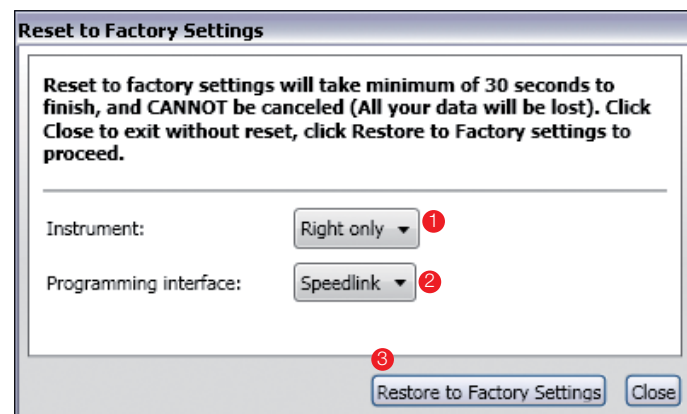 Reset to Factory Settings
Reset to factory settings will take minimum of 30 seconds to
finish, and CANNOT be canceled (All your data will be lost). Click
Close to exit without reset, click Restore to Factory settings to
proceed.
Instrument: Right only 1
Programming interface: Speedlink 2
3
Restore to Factory Settings Close